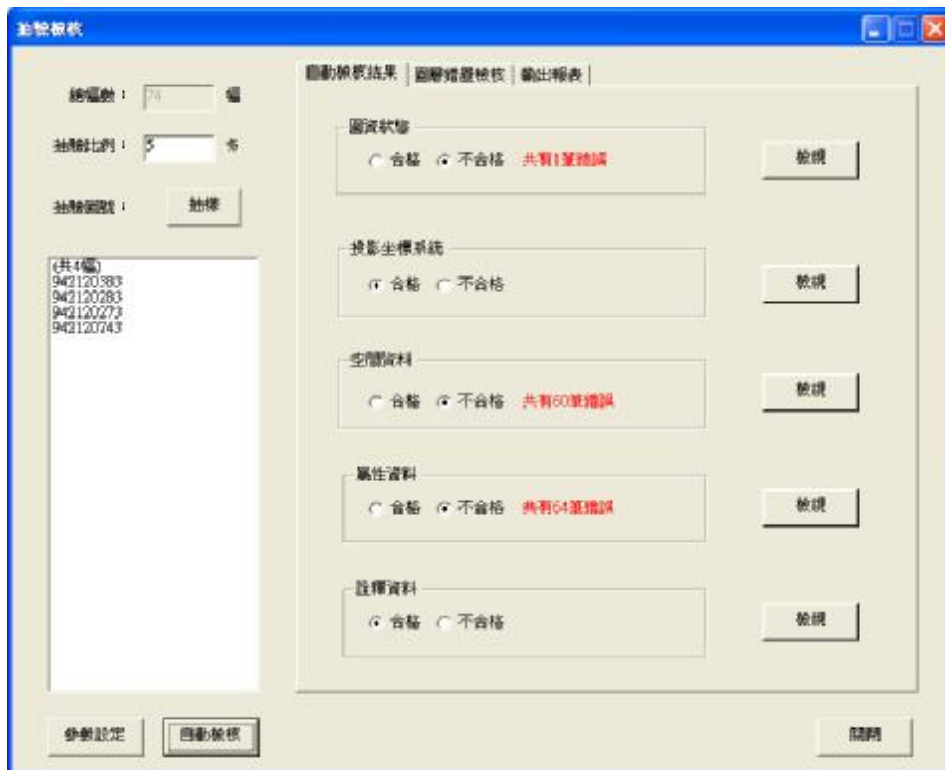 抽驗檢核
總幅數： 74 幅
抽驗比例： 5 %
抽驗圖號： 抽樣
(共4幅)
942120383
942120283
942120273
942120743
參數設定 自動檢核
自動檢核結果 圖層錯疊檢核 輸出報表
圖資狀態
合格 不合格 共有1筆錯誤 檢視
投影坐標系統
合格 不合格 檢視
空間資料
合格 不合格 共有60筆錯誤 檢視
屬性資料
合格 不合格 共有64筆錯誤 檢視
詮釋資料
合格 不合格 檢視
關閉